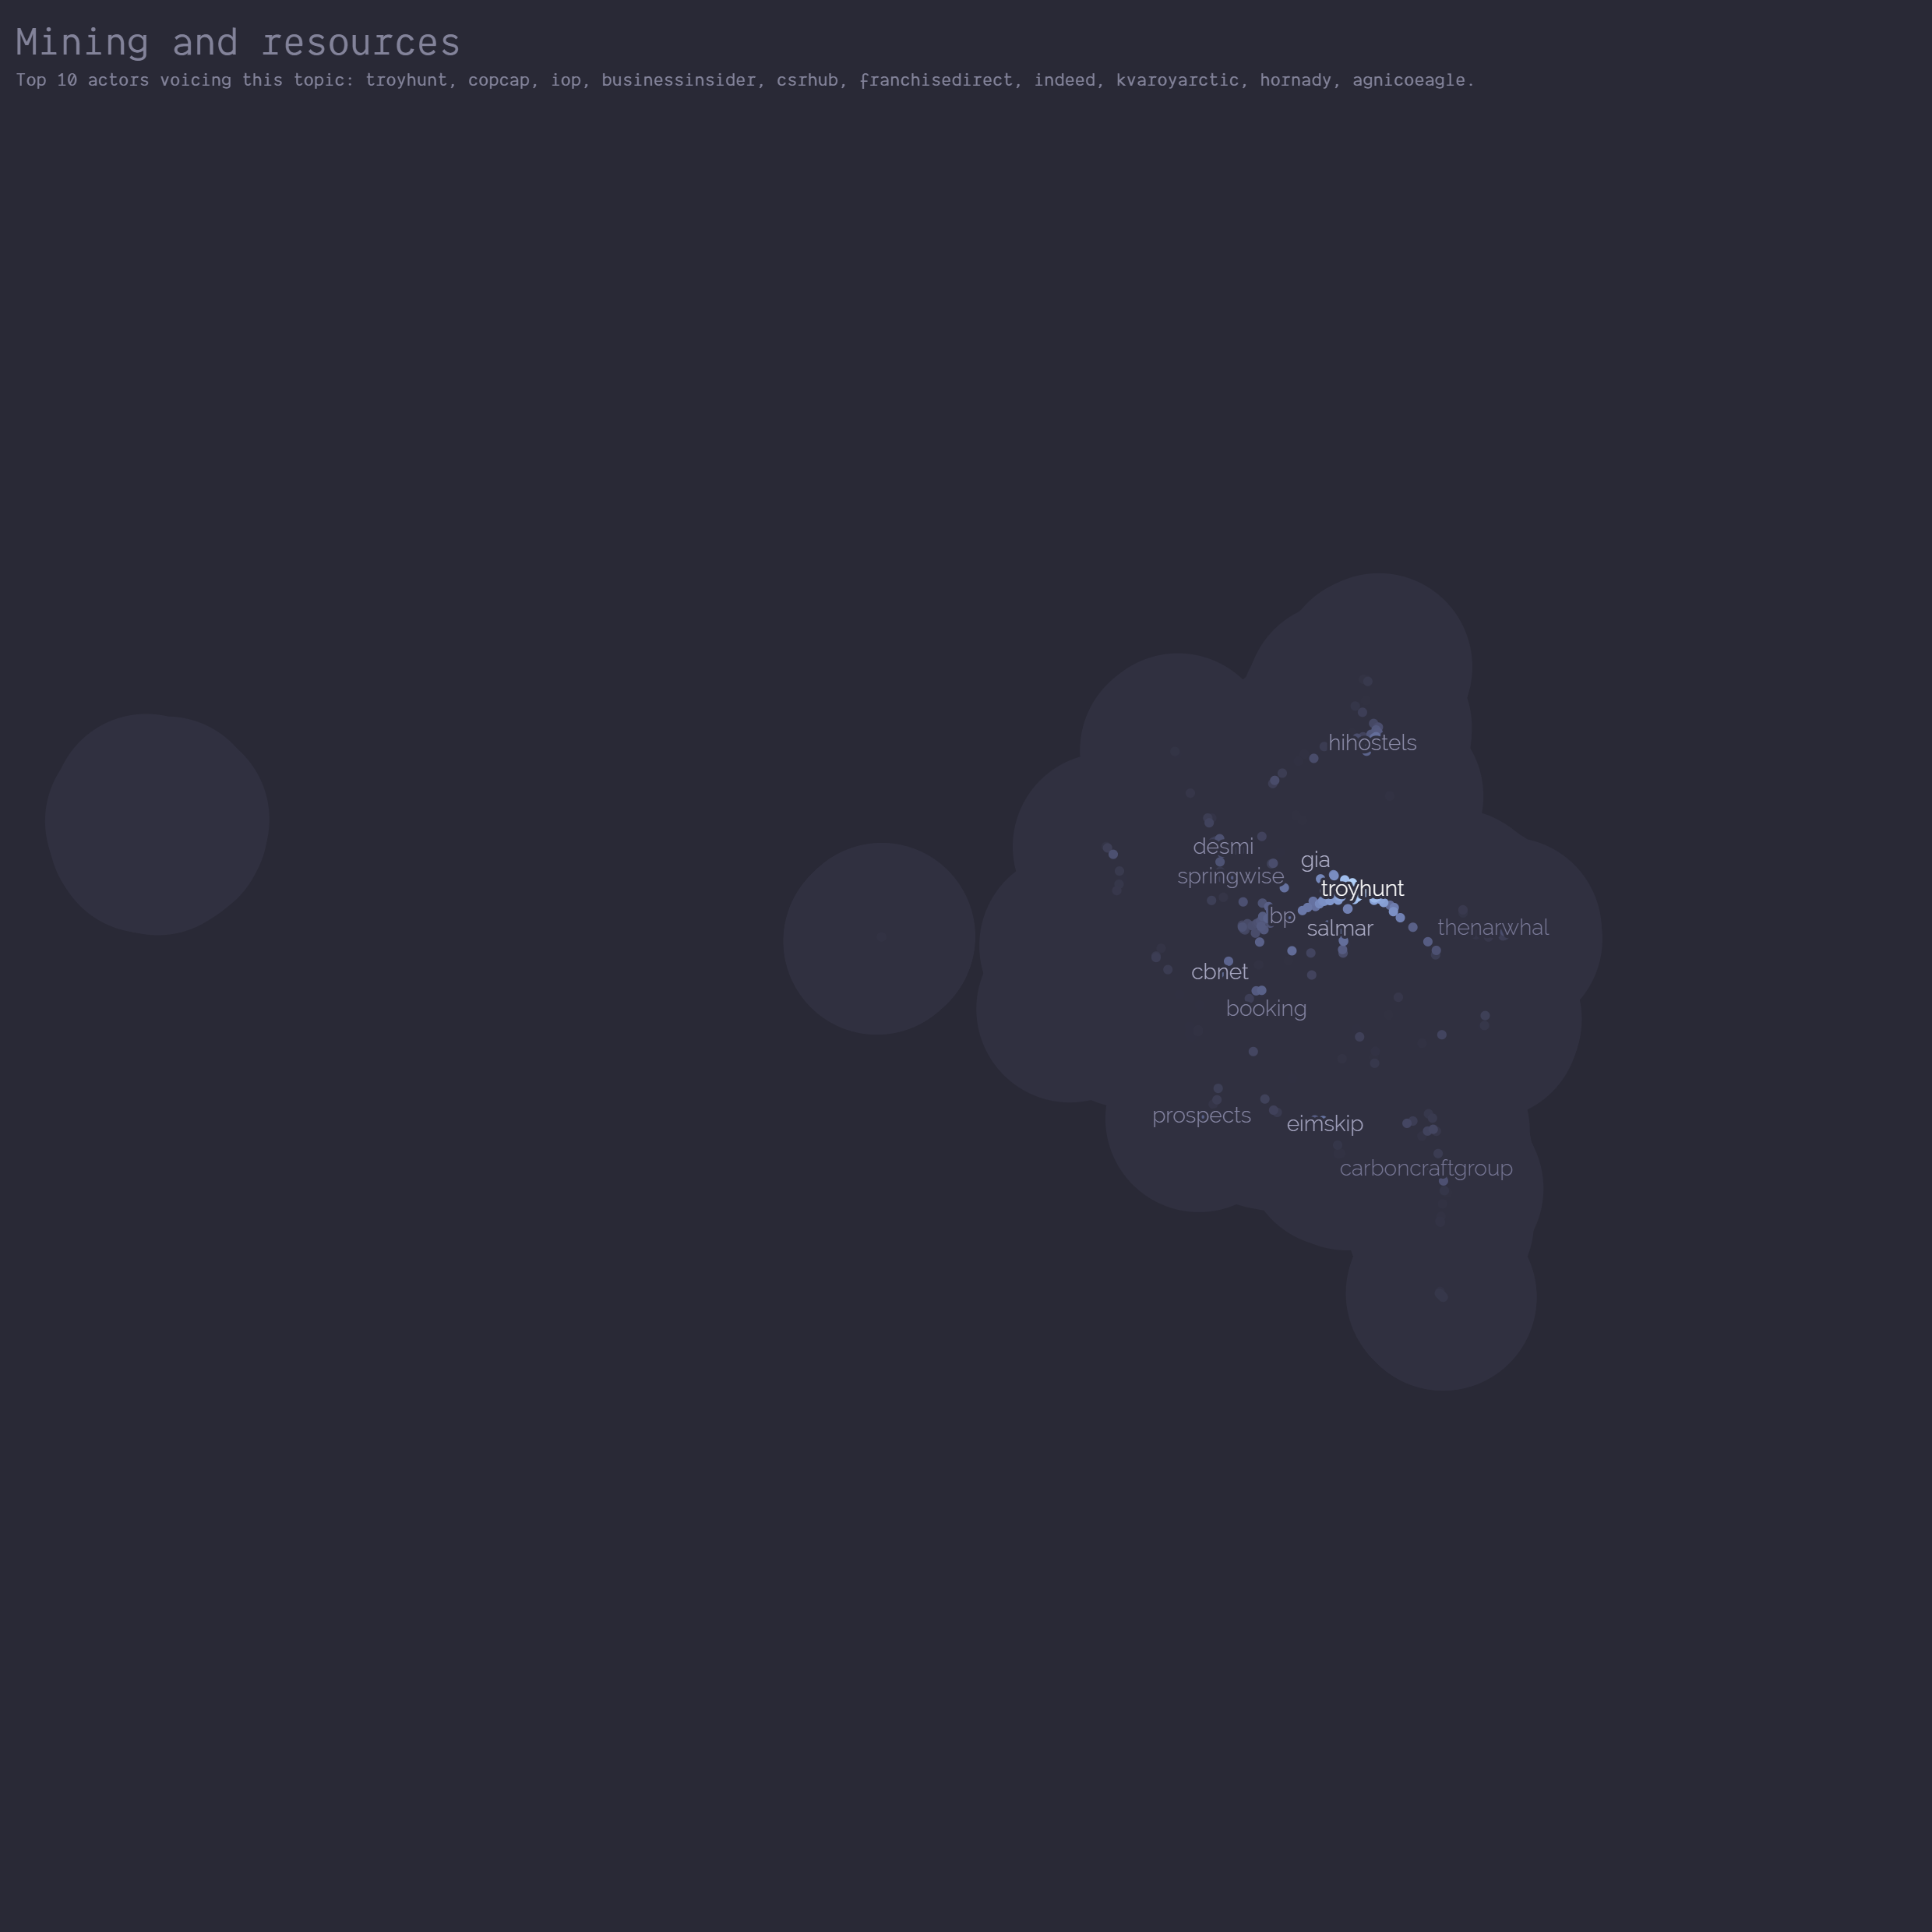 Mining and resources
Top 10 actors voicing this topic: troyhunt, copcap, iop, businessinsider, csrhub, franchisedirect, indeed, kvaroyarctic, hornady, agnicoeagle.
hihostels
desmi
gia
springwise
troyhunt
bp
salmar
thenarwhal
cbnet
booking
prospects
eimskip
carboncraftgroup